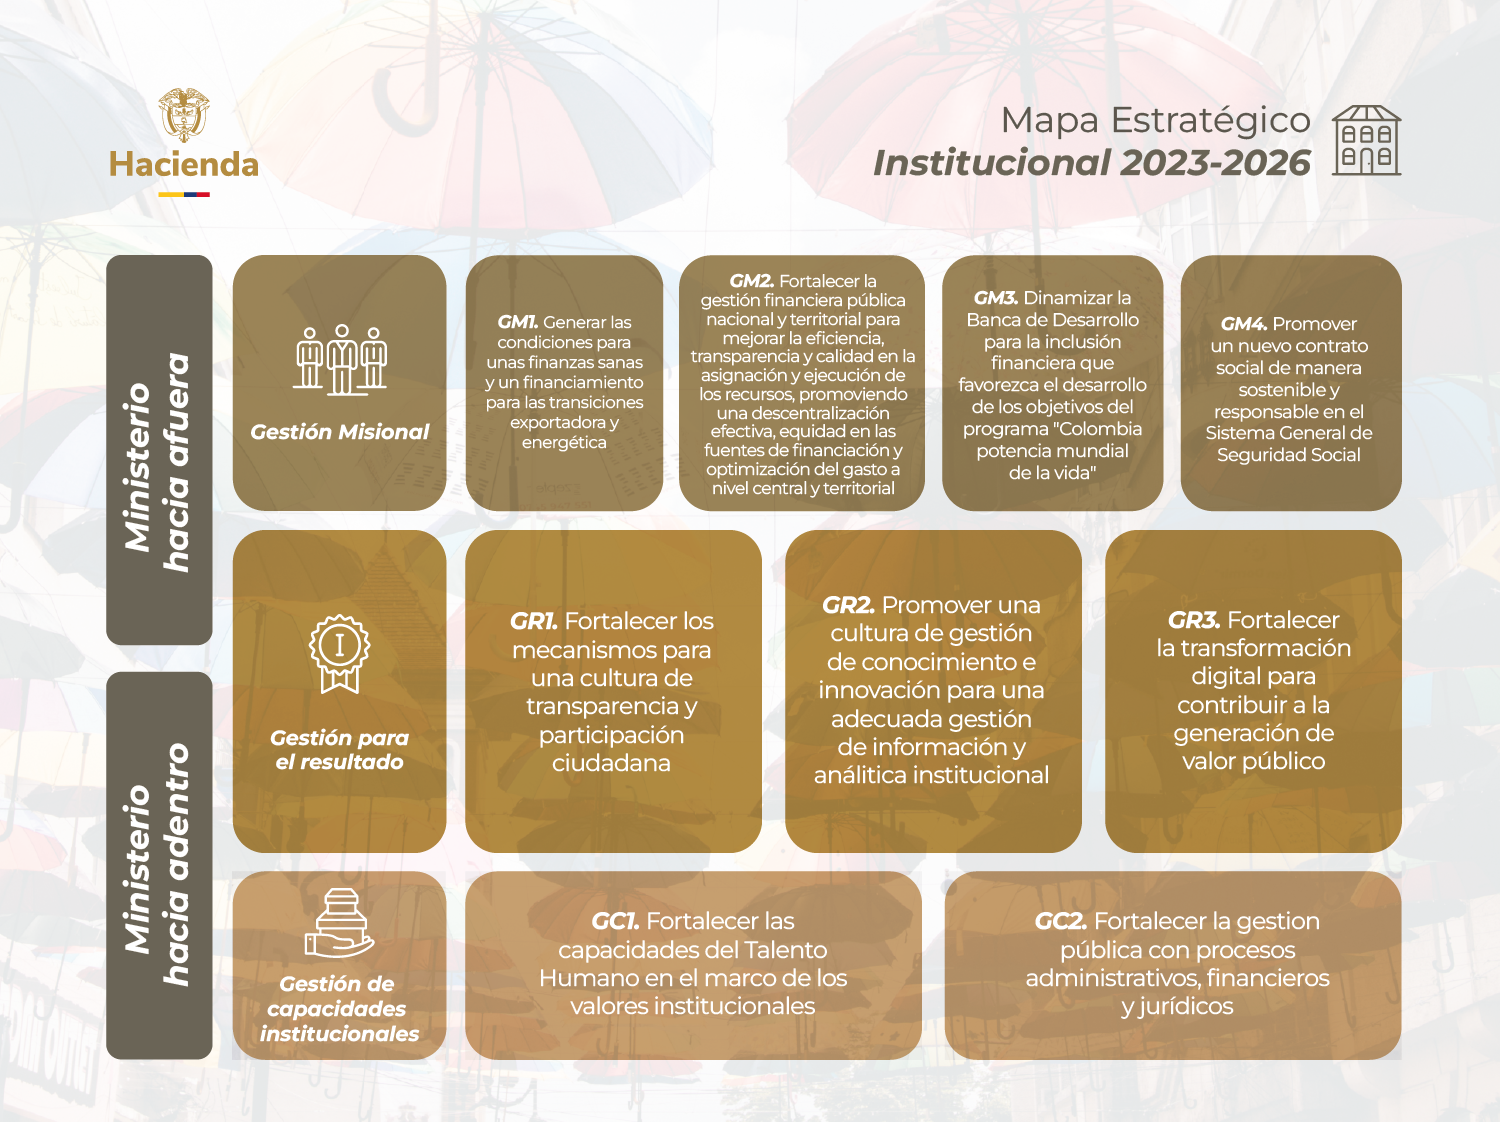 Hacienda
Mapa Estratégico
Institucional 2023-2026
Ministerio
hacia afuera
Gestión Misional
GM1. Generar las
condiciones para
unas finanzas sanas
y un financiamiento
para las transiciones
exportadora y
energética
GM2. Fortalecer la
gestión financiera pública
nacional y territorial para
mejorar la eficiencia,
transparencia y calidad en la
asignación y ejecución de
los recursos, promoviendo
una descentralización
efectiva, equidad en las
fuentes de financiación y
optimización del gasto a
nivel central y territorial
GM3. Dinamizar la
Banca de Desarrollo
para la inclusión
financiera que
favorezca el desarrollo
de los objetivos del
programa "Colombia
potencia mundial
de la vida"
GM4. Promover
un nuevo contrato
social de manera
sostenible y
responsable en el
Sistema General de
Seguridad Social
Gestión para
el resultado
GR1. Fortalecer los
mecanismos para
una cultura de
transparencia y
participación
ciudadana
GR2. Promover una
cultura de gestión
de conocimiento e
innovación para una
adecuada gestión
de información y
análitica institucional
GR3. Fortalecer
la transformación
digital para
contribuir a la
generación de
valor público
Ministerio
hacia adentro
Gestión de
capacidades
institucionales
GC1. Fortalecer las
capacidades del Talento
Humano en el marco de los
valores institucionales
GC2. Fortalecer la gestion
pública con procesos
administrativos, financieros
y jurídicos